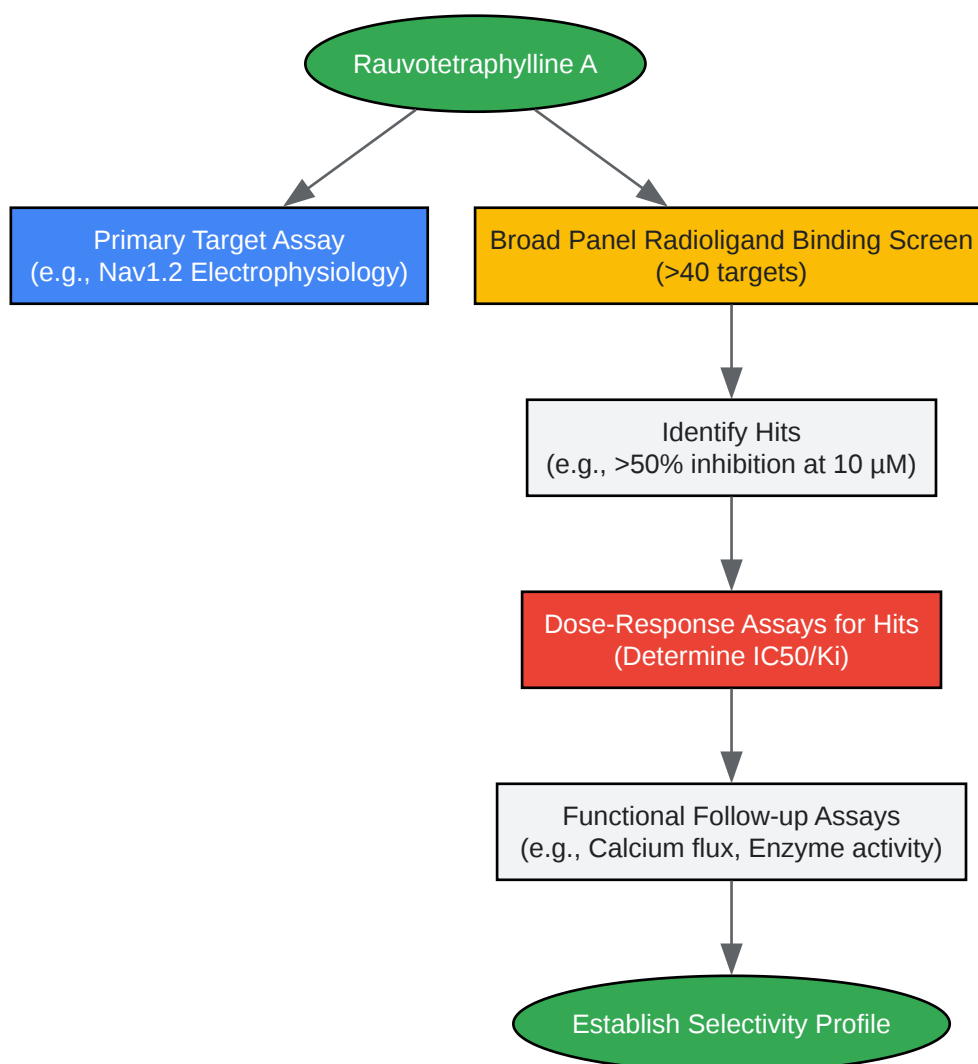 Rauvotetraphylline A
Primary Target Assay
(e.g., Nav1.2 Electrophysiology)
Broad Panel Radioligand Binding Screen
(>40 targets)
Identify Hits
(e.g., >50% inhibition at 10 µM)
Dose-Response Assays for Hits
(Determine IC50/Ki)
Functional Follow-up Assays
(e.g., Calcium flux, Enzyme activity)
Establish Selectivity Profile